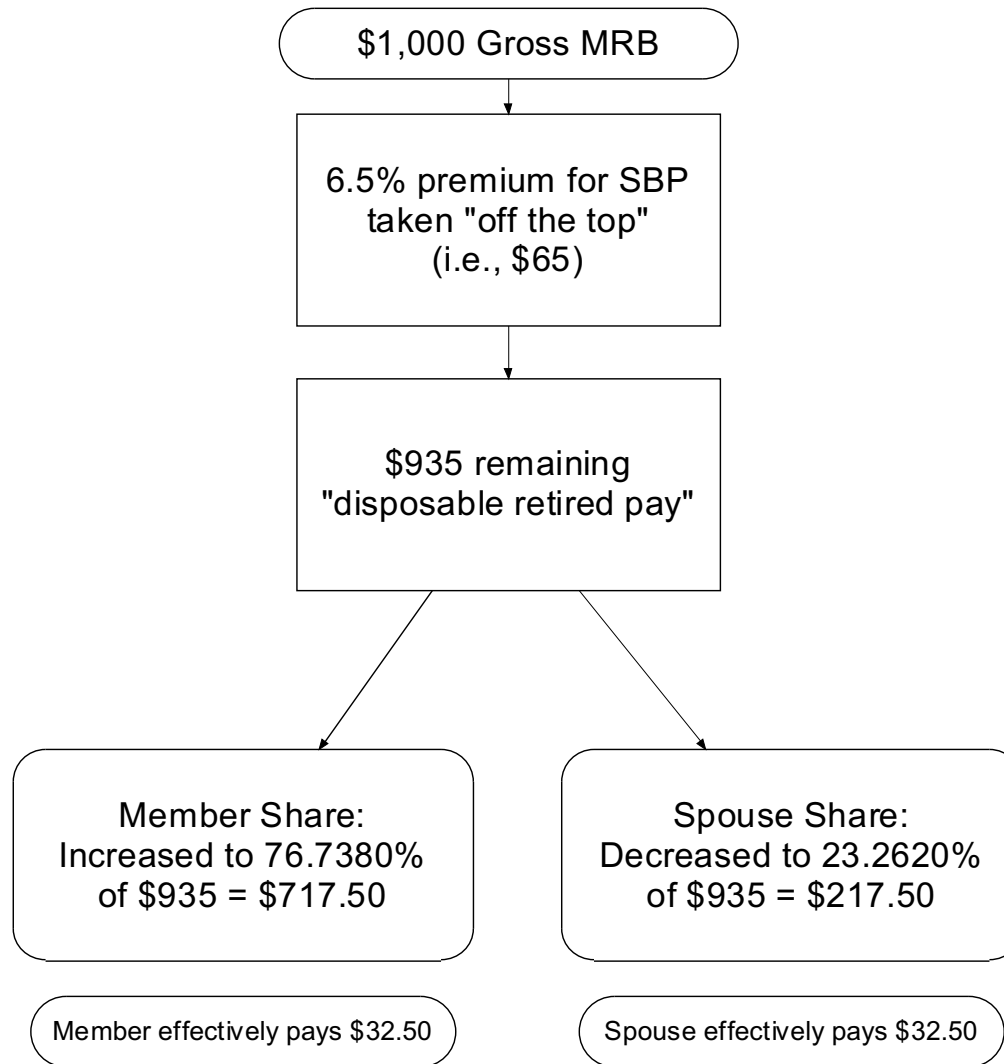 $1,000 Gross MRB
6.5% premium for SBP
taken "off the top"
(i.e., $65)
$935 remaining
"disposable retired pay"
Member Share:
Increased to 76.7380%
of $935 = $717.50
Spouse Share:
Decreased to 23.2620%
of $935 = $217.50
Member effectively pays $32.50
Spouse effectively pays $32.50